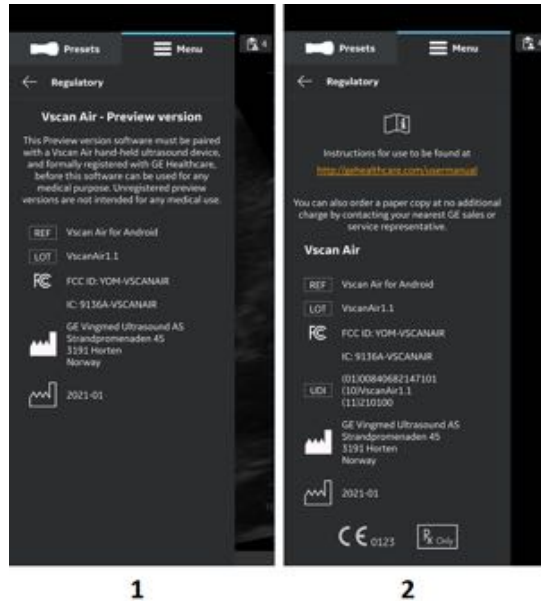 Presets
Menu
4
Regulatory
Vscan Air - Preview version
This Preview version software must be paired
with a Vscan Air hand-held ultrasound device,
and formally registered with GE Healthcare,
before this software can be used for any
medical purpose. Unregistered preview
versions are not intended for any medical use.
REF Vscan Air for Android
LOT VscanAir1.1
FC FCC ID: YOM-VSCANAIR
IC: 9136A-VSCANAIR
GE Vingmed Ultrasound AS
Strandpromenaden 45
3191 Horten
Norway
2021-01
1
Presets
Menu
4
Regulatory
Instructions for use to be found at
http://gehealthcare.com/usermanual
You can also order a paper copy at no additional
charge by contacting your nearest GE sales or
service representative.
Vscan Air
REF Vscan Air for Android
LOT VscanAir1.1
FC FCC ID: YOM-VSCANAIR
IC: 9136A-VSCANAIR
(01)00840682147101
UDI (10)VscanAir1.1
(11)210100
GE Vingmed Ultrasound AS
Strandpromenaden 45
3191 Horten
Norway
2021-01
CE 0123 Rx Only
2